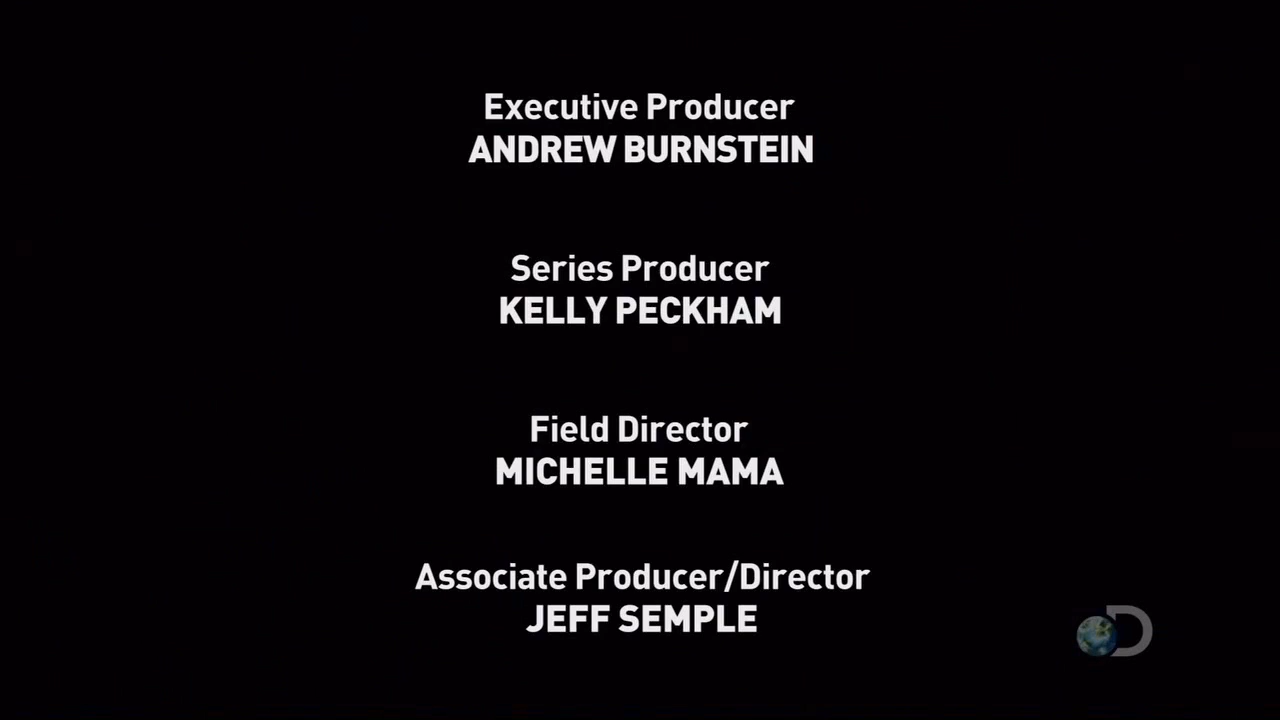 Executive Producer
ANDREW BURNSTEIN
Series Producer
KELLY PECKHAM
Field Director
MICHELLE MAMA
Associate Producer/Director
JEFF SEMPLE
D